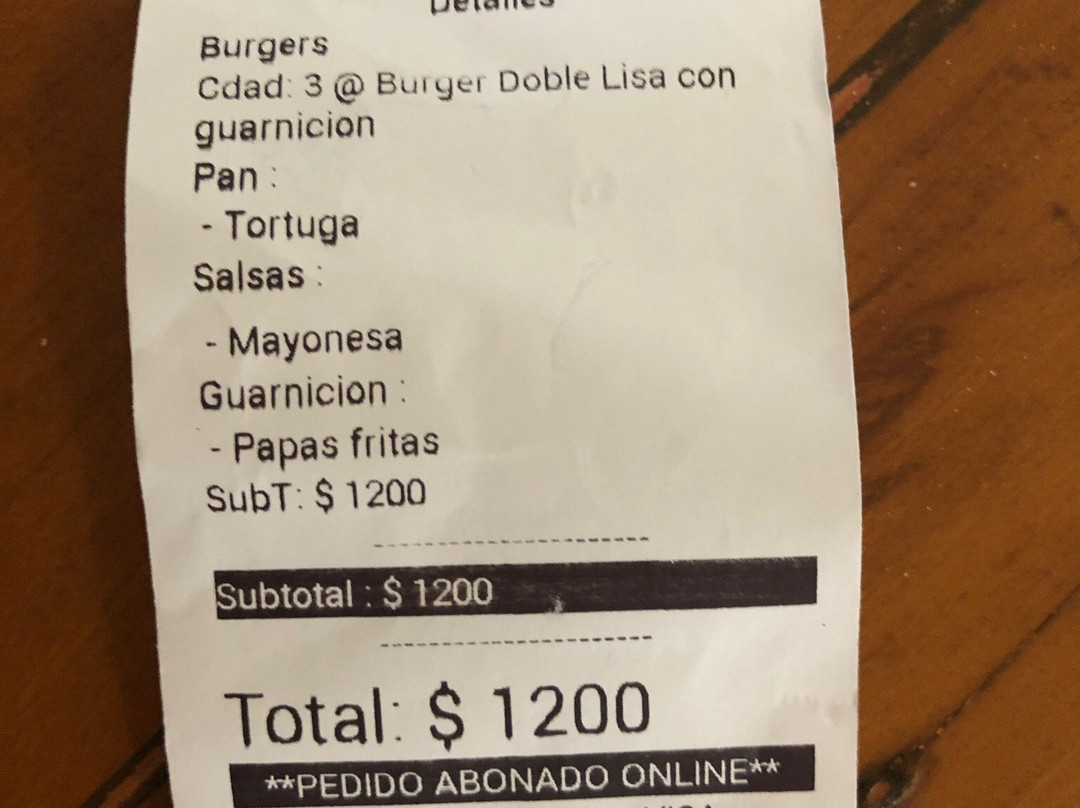 Detalles
Burgers
Cdad: 3 @ Burger Doble Lisa con
guarnicion
Pan :
- Tortuga
Salsas :
- Mayonesa
Guarnicion :
- Papas fritas
SubT: $ 1200
---------------------
Subtotal : $ 1200
---------------------
Total: $ 1200
**PEDIDO ABONADO ONLINE**